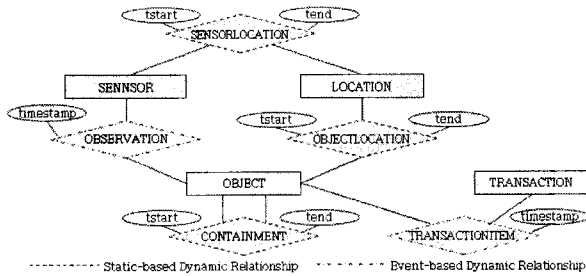 tstart tend
SENSORLOCATION
SENNSOR LOCATION
timestamp tstart tend
OBSERVATION OBJECTLOCATION
OBJECT TRANSACTION
tstart tend timestamp
CONTAINMENT TRANSACTIONITEM
Static-based Dynamic Relationship Event-based Dynamic Relationship